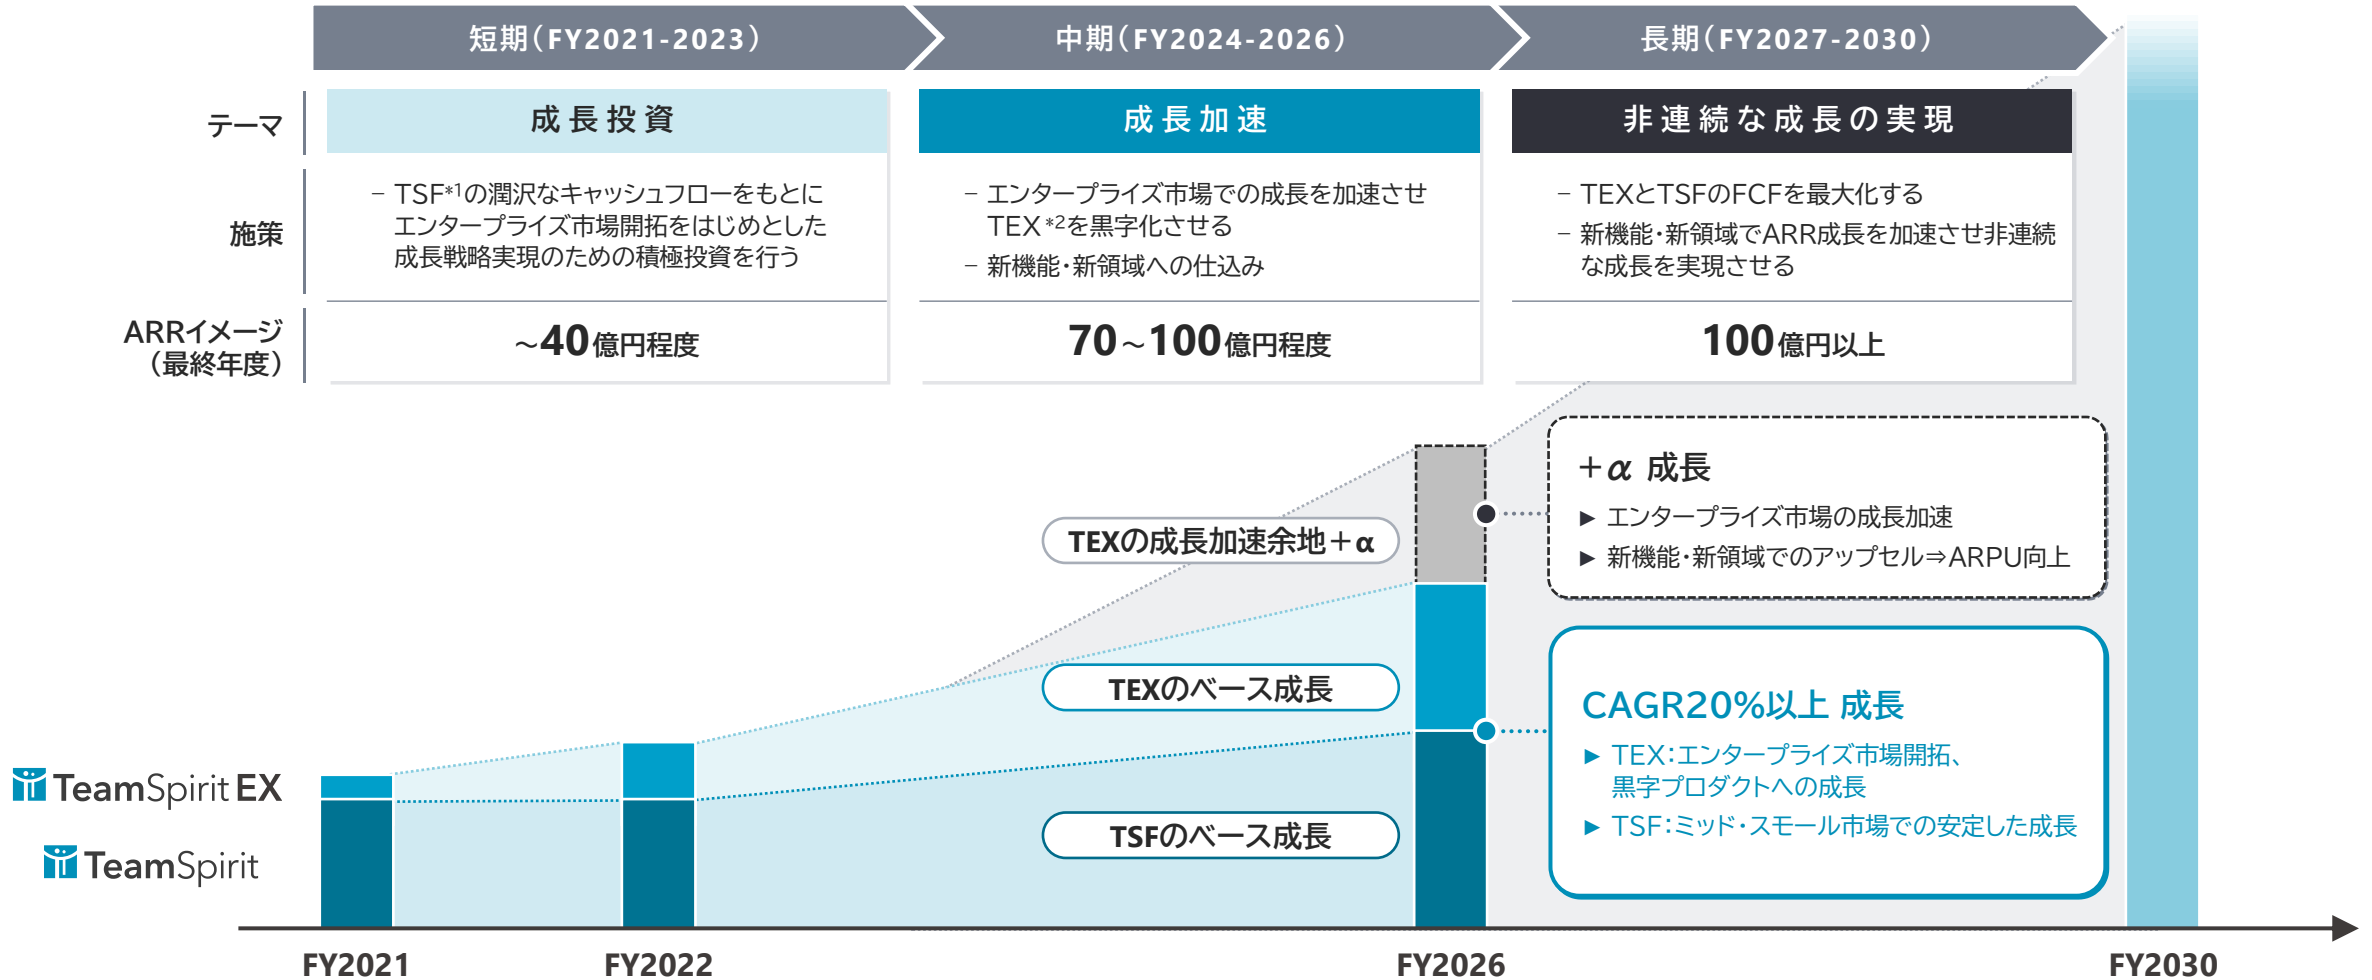 短期（FY2021-2023）
中期（FY2024-2026）
長期（FY2027-2030）
テーマ
成長投資
成長加速
非連続な成長の実現
施策
– TSF*1の潤沢なキャッシュフローをもとに
エンタープライズ市場開拓をはじめとした
成長戦略実現のための積極投資を行う
– エンタープライズ市場での成長を加速させ
TEX*2を黒字化させる
– 新機能・新領域への仕込み
– TEXとTSFのFCFを最大化する
– 新機能・新領域でARR成長を加速させ非連続
な成長を実現させる
ARRイメージ
（最終年度）
～40億円程度
70～100億円程度
100億円以上
＋α 成長
► エンタープライズ市場の成長加速
► 新機能・新領域でのアップセル⇒ARPU向上
TEXの成長加速余地＋α
TEXのベース成長
TSFのベース成長
CAGR20%以上 成長
► TEX：エンタープライズ市場開拓、
黒字プロダクトへの成長
► TSF：ミッド・スモール市場での安定した成長
TeamSpirit EX
TeamSpirit
FY2021
FY2022
FY2026
FY2030